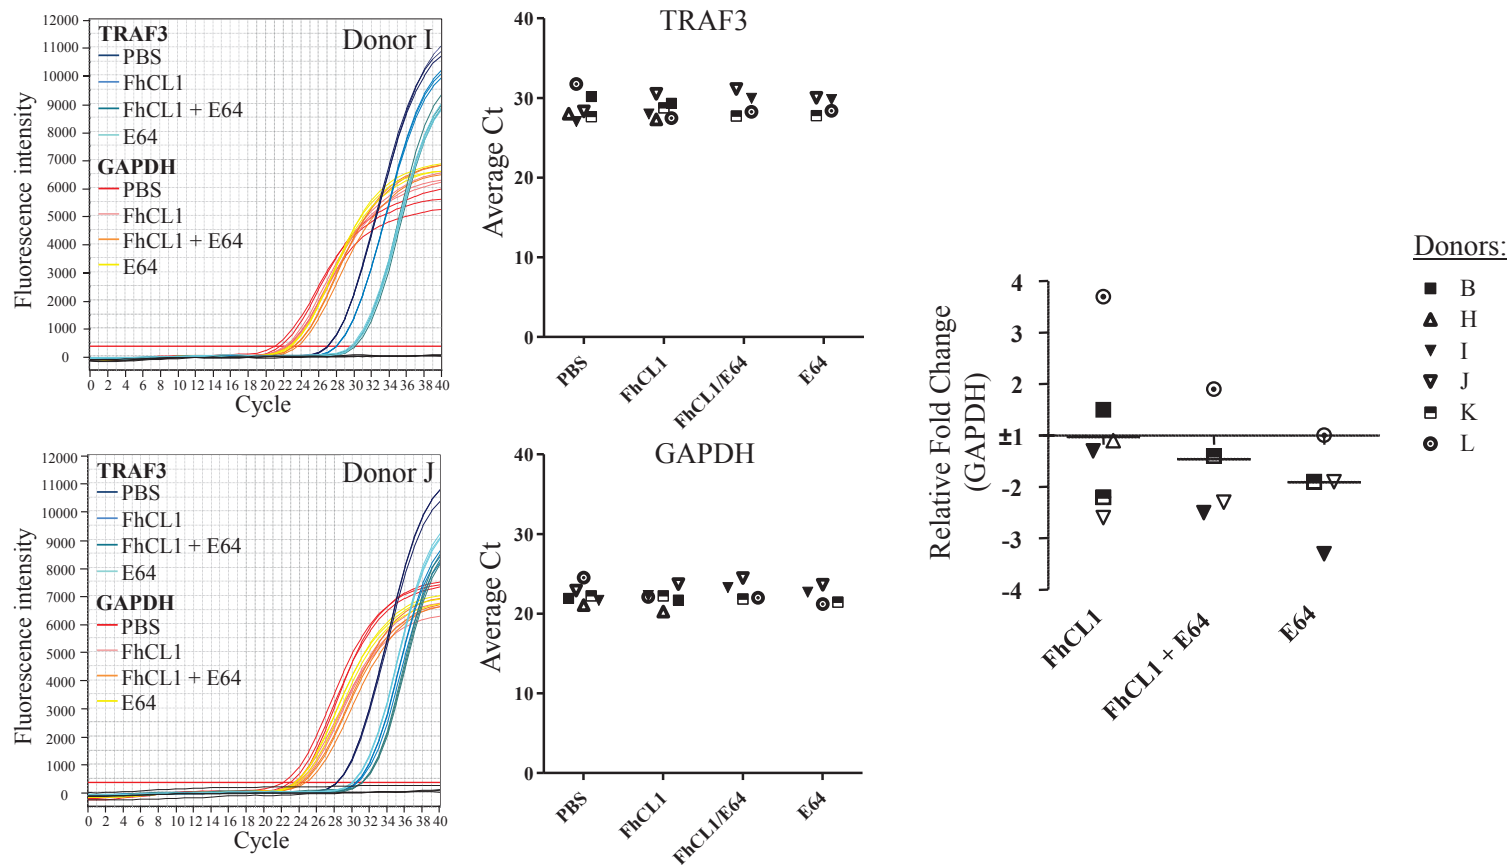 TRAF3
Donor I
PBS
FhCL1
FhCL1 + E64
E64
GAPDH
PBS
FhCL1
FhCL1 + E64
E64
Fluorescence intensity
12000
11000
10000
9000
8000
7000
6000
5000
4000
3000
2000
1000
0
0 2 4 6 8 10 12 14 16 18 20 22 24 26 28 30 32 34 36 38 40
Cycle
TRAF3
Average Ct
40
30
20
10
0
PBS
FhCL1
FhCL1/E64
E64
TRAF3
Donor J
PBS
FhCL1
FhCL1 + E64
E64
GAPDH
PBS
FhCL1
FhCL1 + E64
E64
Fluorescence intensity
12000
11000
10000
9000
8000
7000
6000
5000
4000
3000
2000
1000
0
0 2 4 6 8 10 12 14 16 18 20 22 24 26 28 30 32 34 36 38 40
Cycle
GAPDH
Average Ct
40
30
20
10
0
PBS
FhCL1
FhCL1/E64
E64
Relative Fold Change
(GAPDH)
4
3
2
±1
-2
-3
-4
FhCL1
FhCL1 + E64
E64
Donors:
B
H
I
J
K
L